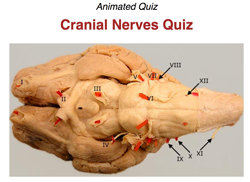 Animated Quiz
Cranial Nerves Quiz
I
II
III
IV
V
VI
VII
VIII
IX
X
XI
XII